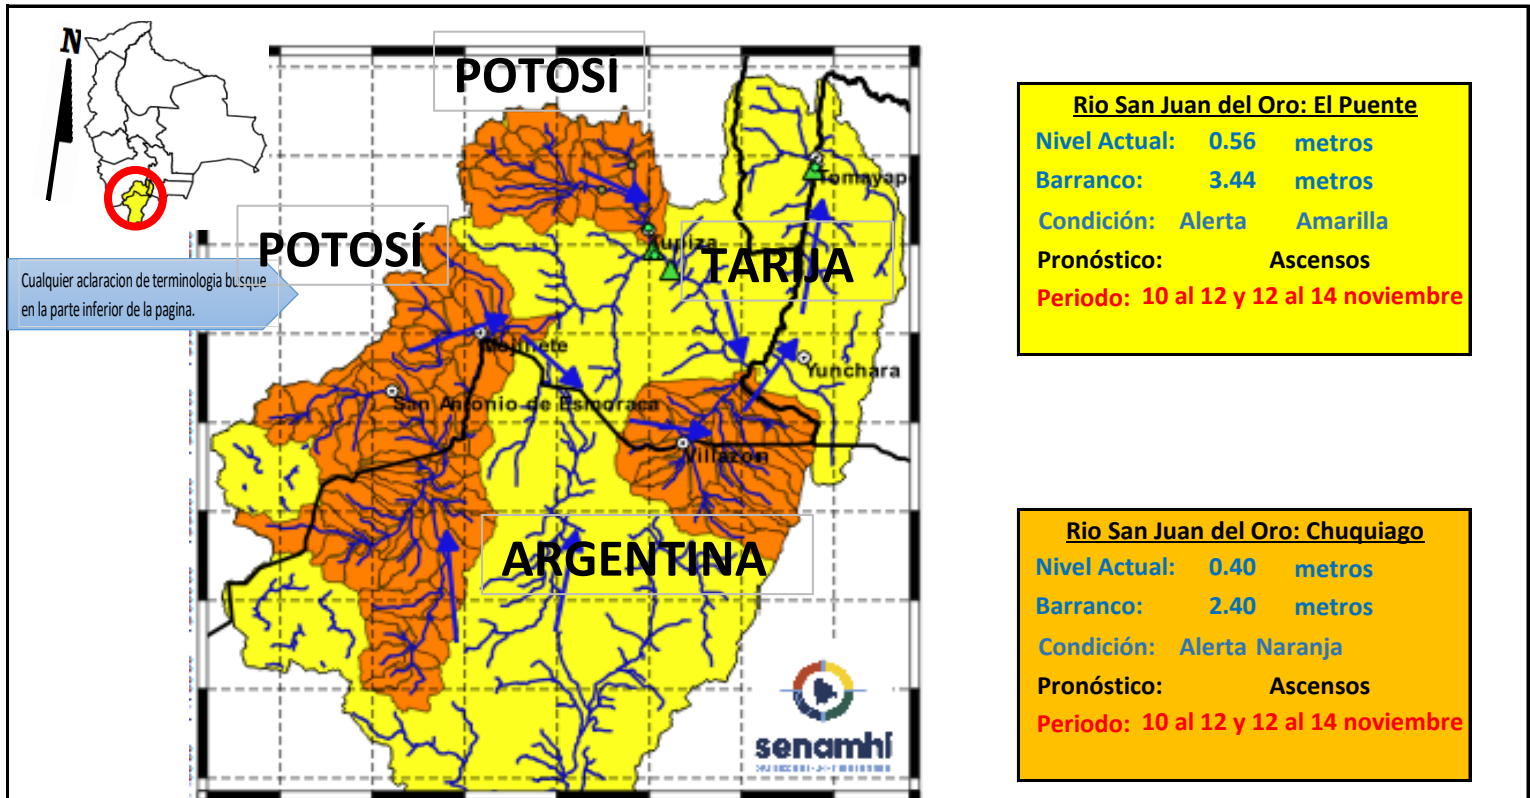 N
POTOSÍ
POTOSÍ
Cualquier aclaracion de terminologia busque
en la parte inferior de la pagina.
TARIJA
Yunchara
San Antonio de Esmoraca
Villazon
ARGENTINA
senamhi
Rio San Juan del Oro: El Puente
Nivel Actual: 0.56 metros
Barranco: 3.44 metros
Condición: Alerta Amarilla
Pronóstico: Ascensos
Periodo: 10 al 12 y 12 al 14 noviembre
Rio San Juan del Oro: Chuquiago
Nivel Actual: 0.40 metros
Barranco: 2.40 metros
Condición: Alerta Naranja
Pronóstico: Ascensos
Periodo: 10 al 12 y 12 al 14 noviembre